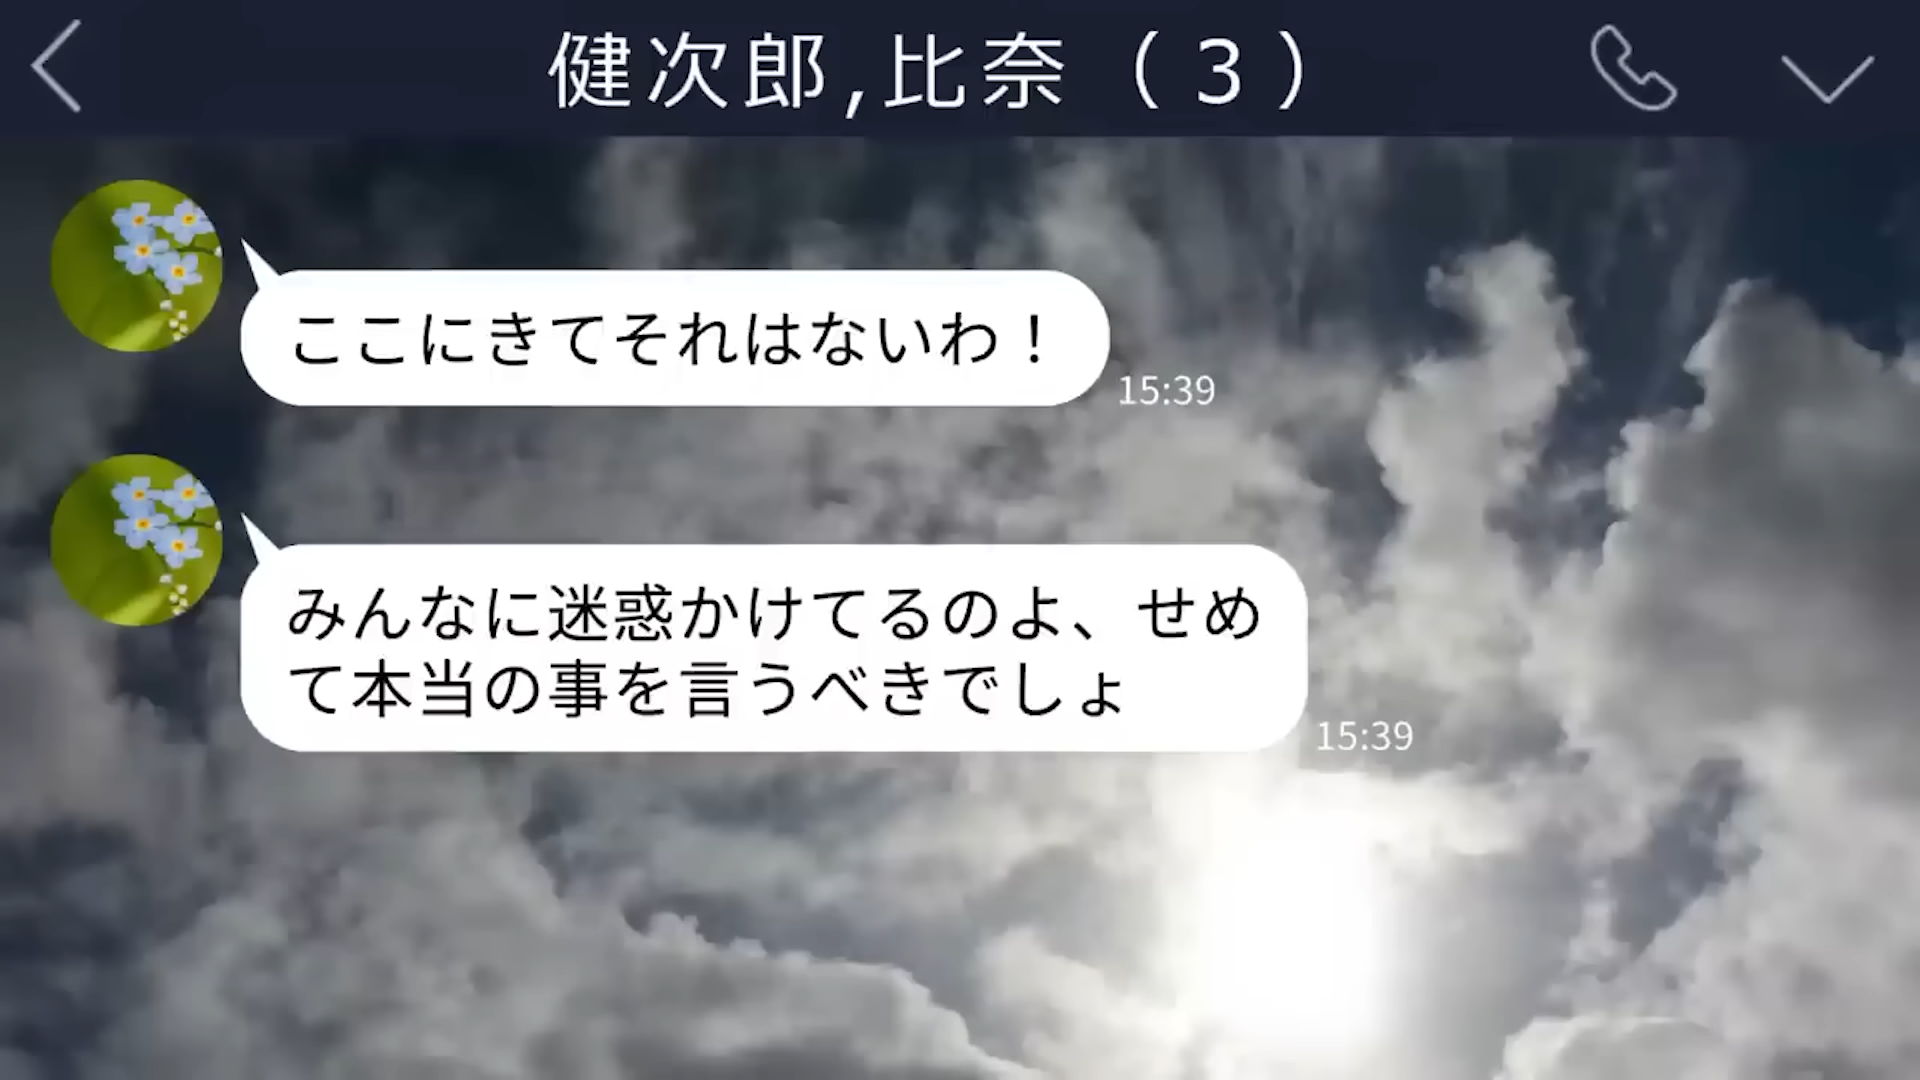 健次郎,比奈（3）
ここにきてそれはないわ！
15:39
みんなに迷惑かけてるのよ、せめ
て本当の事を言うべきでしょ
15:39